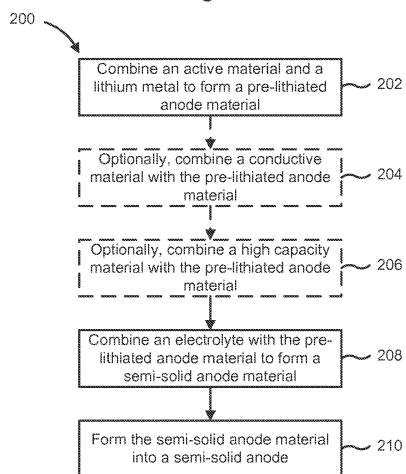 200
Combine an active material and a
lithium metal to form a pre-lithiated
anode material
202
Optionally, combine a conductive
material with the pre-lithiated anode
material
204
Optionally, combine a high capacity
material with the pre-lithiated anode
material
206
Combine an electrolyte with the pre-
lithiated anode material to form a
semi-solid anode material
208
Form the semi-solid anode material
into a semi-solid anode
210